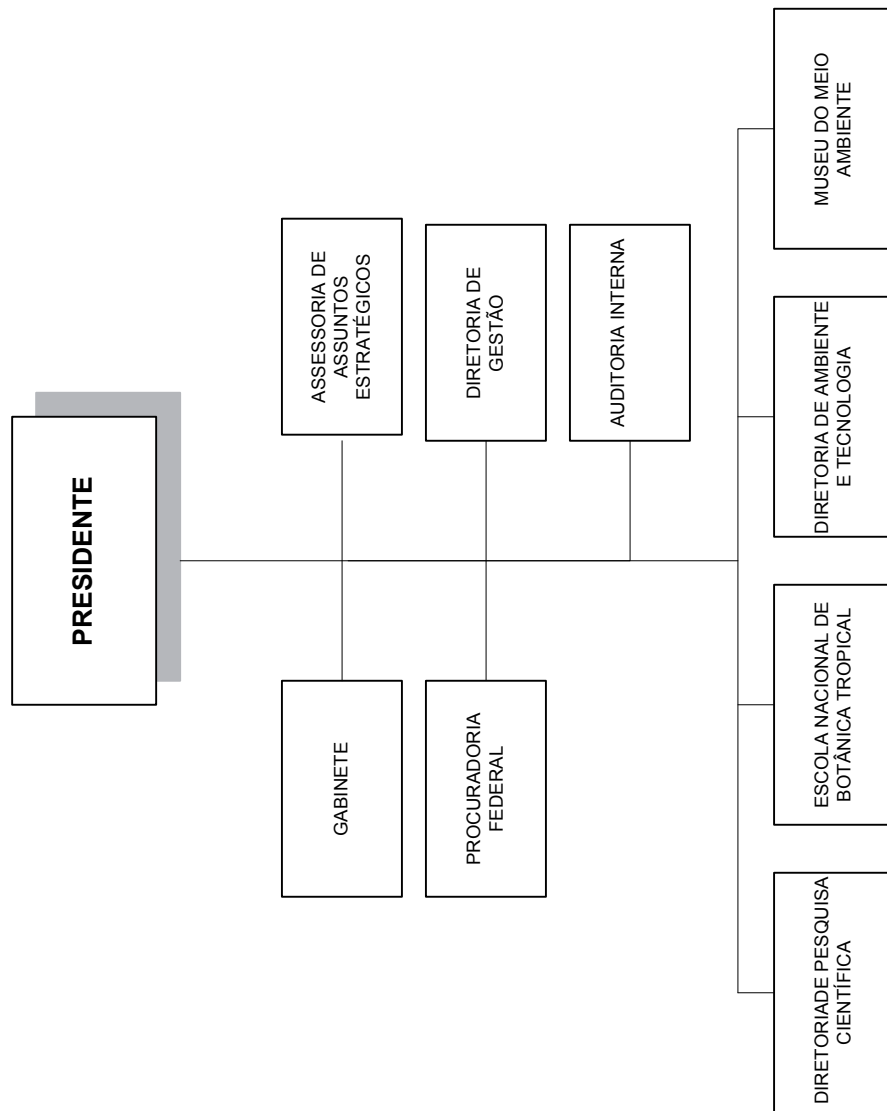 PRESIDENTE
GABINETE
ASSESSORIA DE
ASSUNTOS
ESTRATÉGICOS
PROCURADORIA
FEDERAL
DIRETORIA DE
GESTÃO
AUDITORIA INTERNA
DIRETORIADE PESQUISA
CIENTÍFICA
ESCOLA NACIONAL DE
BOTÂNICA TROPICAL
DIRETORIA DE AMBIENTE
E TECNOLOGIA
MUSEU DO MEIO
AMBIENTE